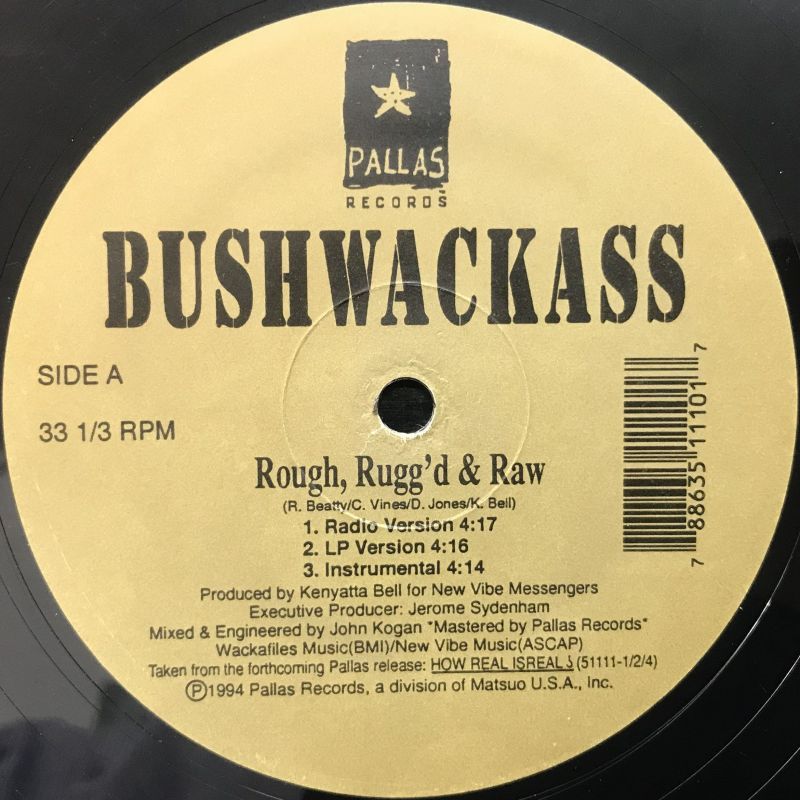 PALLAS
RECORDS
BUSHWACKASS
SIDE A
33 1/3 RPM
7 88635 11101 7
Rough, Rugg'd & Raw
(R. Beatty/C. Vines/D. Jones/K. Bell)
1. Radio Version 4:17
2. LP Version 4:16
3. Instrumental 4:14
Produced by Kenyatta Bell for New Vibe Messengers
Executive Producer: Jerome Sydenham
Mixed & Engineered by John Kogan *Mastered by Pallas Records*
Wackafiles Music(BMI)/New Vibe Music(ASCAP)
Taken from the forthcoming Pallas release: HOW REAL ISREAL (51111-1/2/4)
Ⓟ1994 Pallas Records, a division of Matsuo U.S.A., Inc.